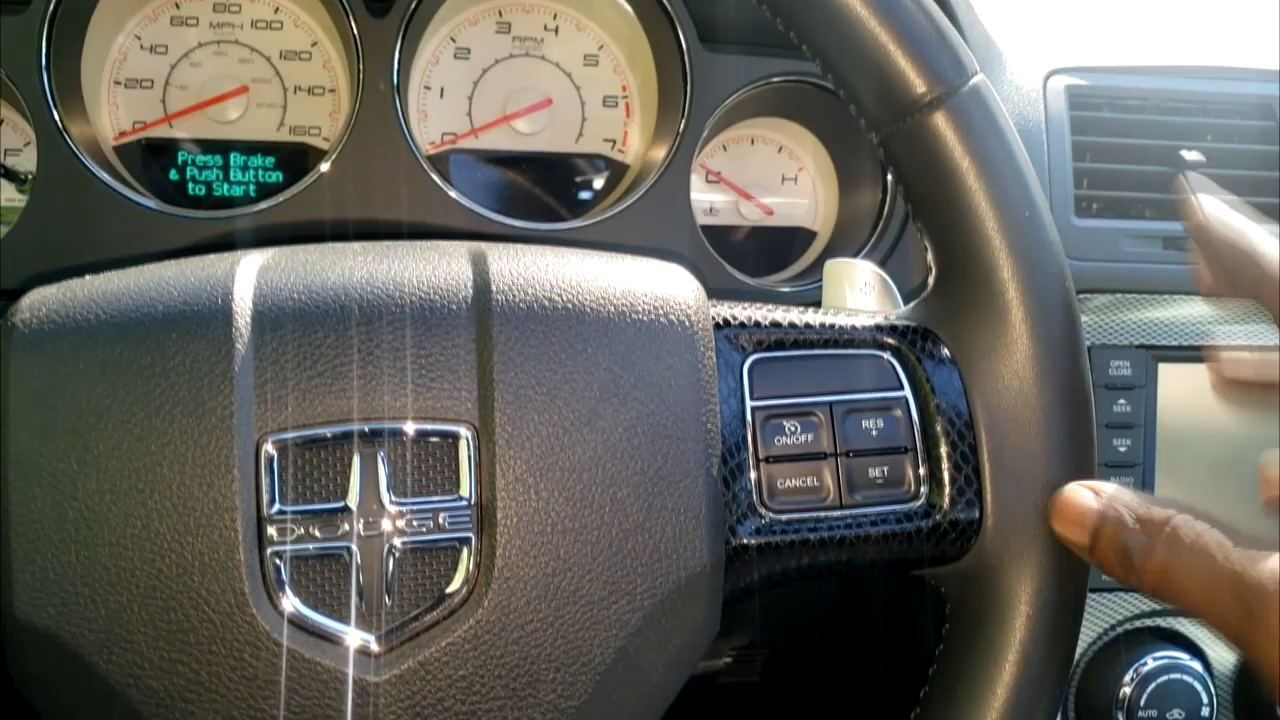 80
60
100
MPH
40
120
20
140
0
160
Press Brake
& Push Button
to Start
3
4
RPM
2
5
1
6
0
7
C
H
F
OPEN
CLOSE
SEEK
SEEK
RADIO
ON/OFF
RES
+
CANCEL
SET
-
DODGE
AUTO